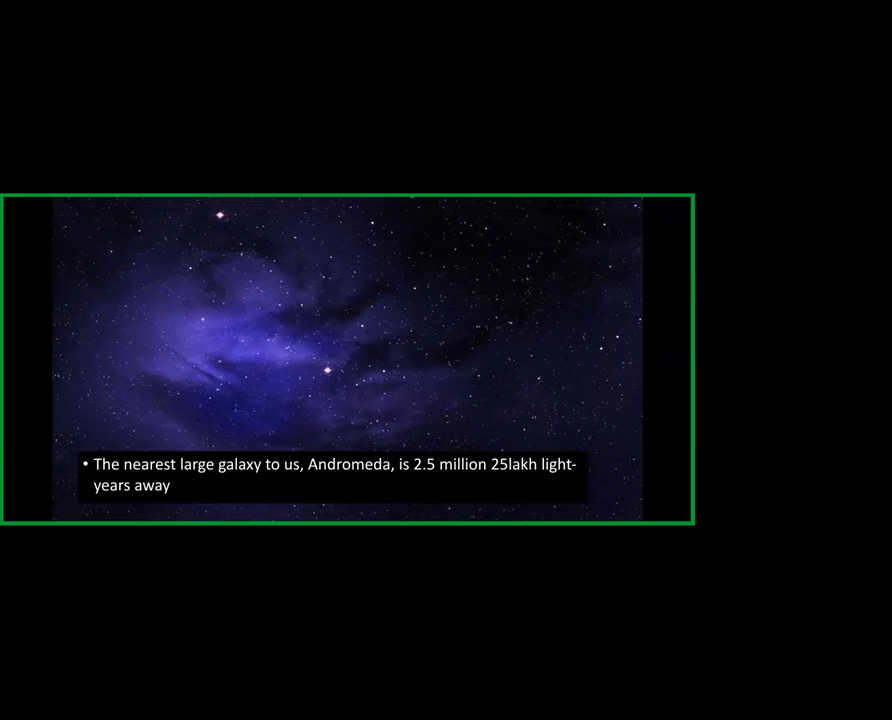 • The nearest large galaxy to us, Andromeda, is 2.5 million 25lakh light-
years away